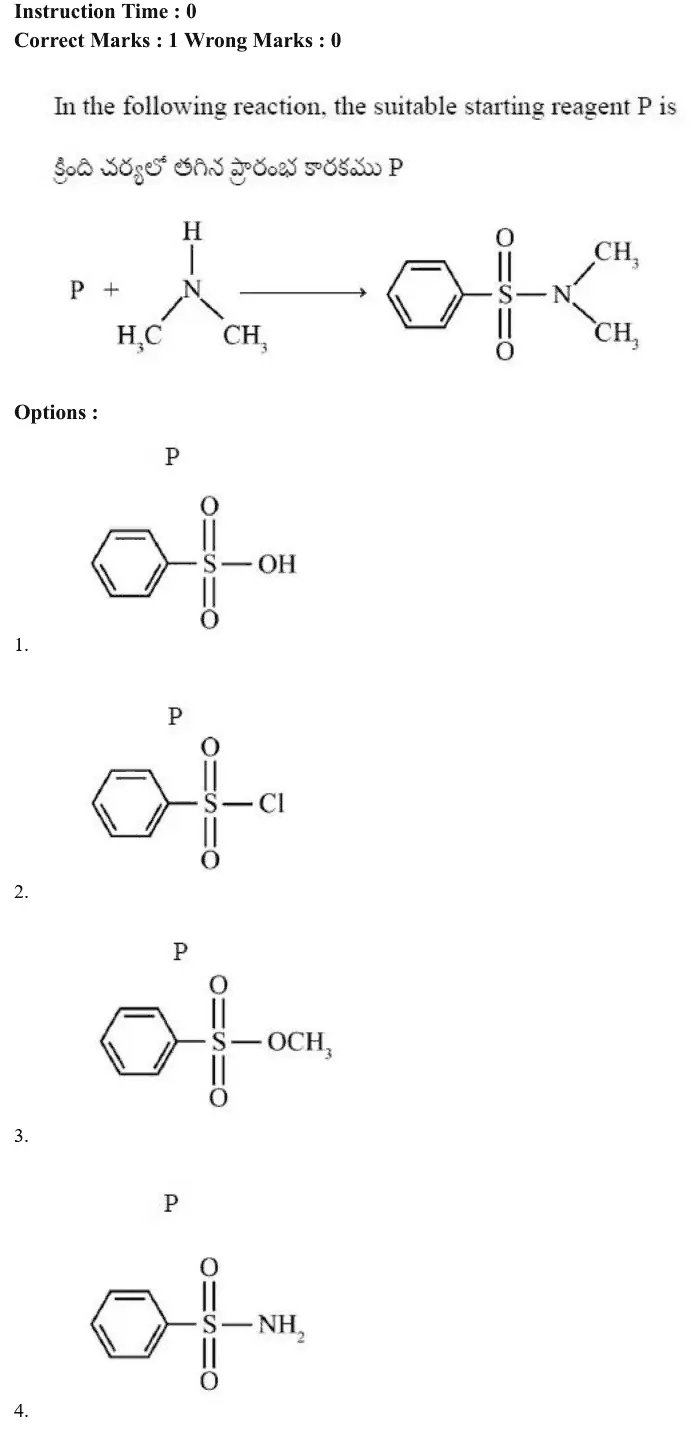 Instruction Time : 0
Correct Marks : 1 Wrong Marks : 0
In the following reaction, the suitable starting reagent P is
క్రింది చర్యలో తగిన ప్రారంభ కారకము P
H
P + N
H₃C CH₃
O
S N CH₃
CH₃
O
Options :
P
O
S OH
O
1.
P
O
S Cl
O
2.
P
O
S OCH₃
O
3.
P
O
S NH₂
O
4.